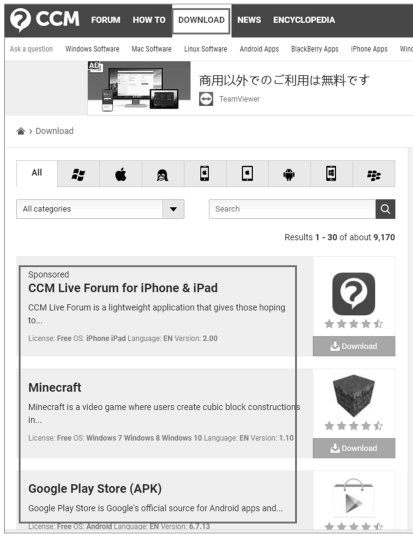 CCM FORUM HOW TO DOWNLOAD NEWS ENCYCLOPEDIA
Ask a question Windows Software Mac Software Linux Software Android Apps BlackBerry Apps iPhone Apps
AD
商用以外でのご利用は無料です
TeamViewer
› Download
All
All categories
Search
Results 1 - 30 of about 9,170
Sponsored
CCM Live Forum for iPhone & iPad
CCM Live Forum is a lightweight application that gives those hoping
to...
License: Free OS: iPhone iPad Language: EN Version: 2.00
Download
Minecraft
Minecraft is a video game where users create cubic block constructions
in...
License: Free OS: Windows 7 Windows 8 Windows 10 Language: EN Version: 1.10
Download
Google Play Store (APK)
Google Play Store is Google's official source for Android apps and...
License: Free OS: Android Language: EN Version: 6.7.13